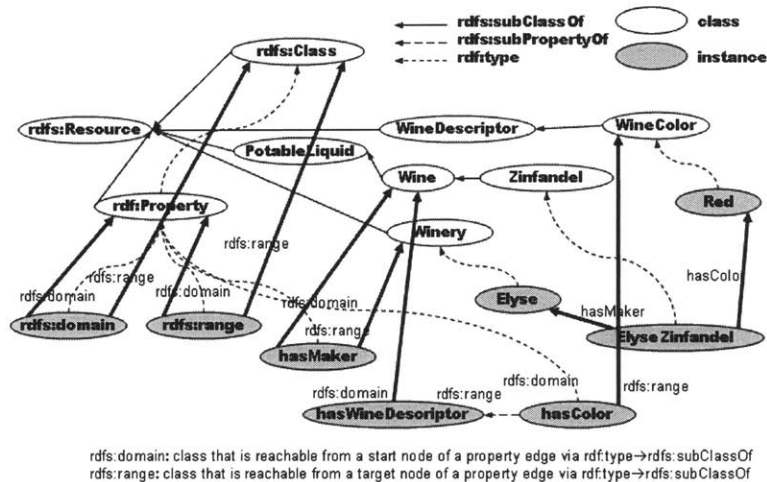 rdfs:subClassOf
rdfs:subPropertyOf
rdf:type
class
instance
rdfs:Class
rdfs:Resource
WineDescriptor
WineColor
PotableLiquid
Wine
Zinfandel
Red
rdf:Property
Winery
rdfs:range
hasColor
rdfs:domain
rdfs:range
rdfs:domain
rdfs:domain
Elyse
hasMaker
rdfs:domain
rdfs:range
rdfs:range
hasMaker
Elyse Zinfandel
rdfs:domain
rdfs:range
rdfs:domain
rdfs:range
hasWineDescriptor
hasColor
rdfs:domain: class that is reachable from a start node of a property edge via rdf:type→rdfs:subClassOf
rdfs:range: class that is reachable from a target node of a property edge via rdf:type→rdfs:subClassOf